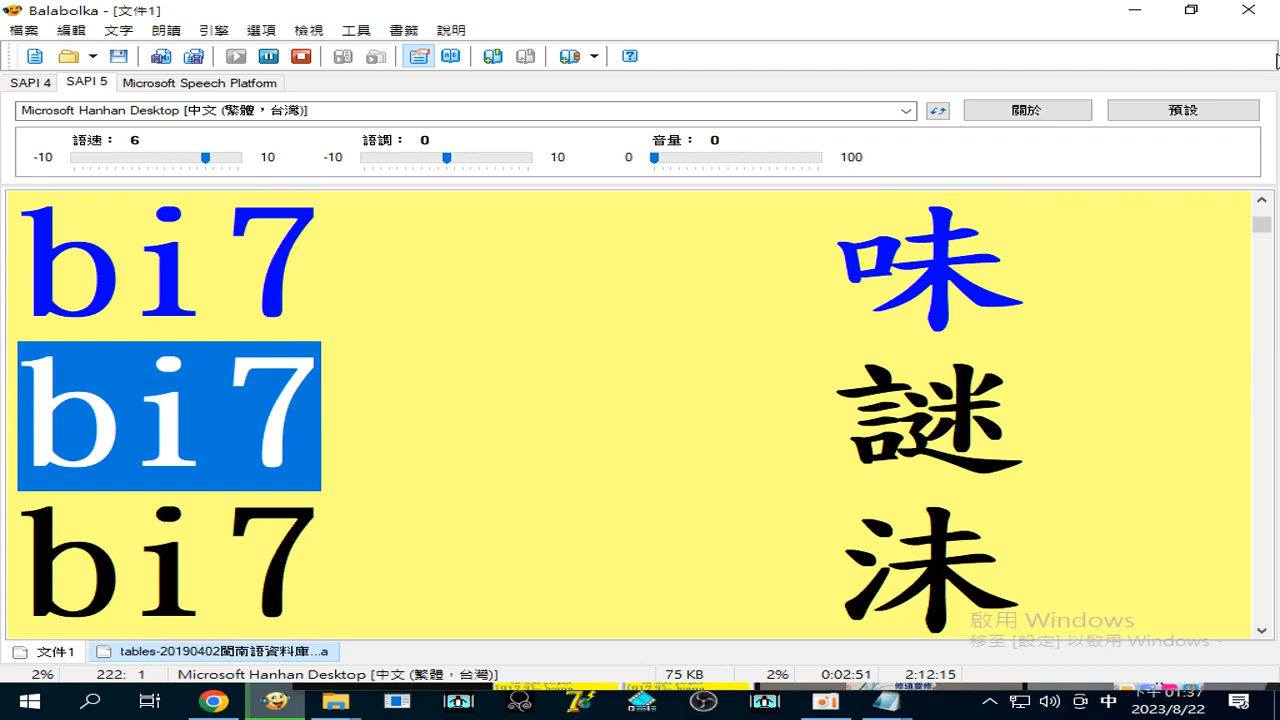 Balabolka - [文件1]
檔案 編輯 文字 朗讀 引擎 選項 檢視 工具 書籤 說明
SAPI 4 SAPI 5 Microsoft Speech Platform
Microsoft Hanhan Desktop [中文 (繁體，台灣)] 關於 預設
語速： 6 語調： 0 音量： 0
-10 10 -10 10 0 100
bi7 味
bi7 謎
bi7 沬
啟用 Windows
移至 [設定] 以啟用 Windows。
文件1 tables-20190402閩南語資料庫...a
2% 222: 1 Microsoft Hanhan Desktop [中文 (繁體，台灣)] 75 KB 2% 0:02:51 2:12:15
中 下午 01:37
2023/8/22